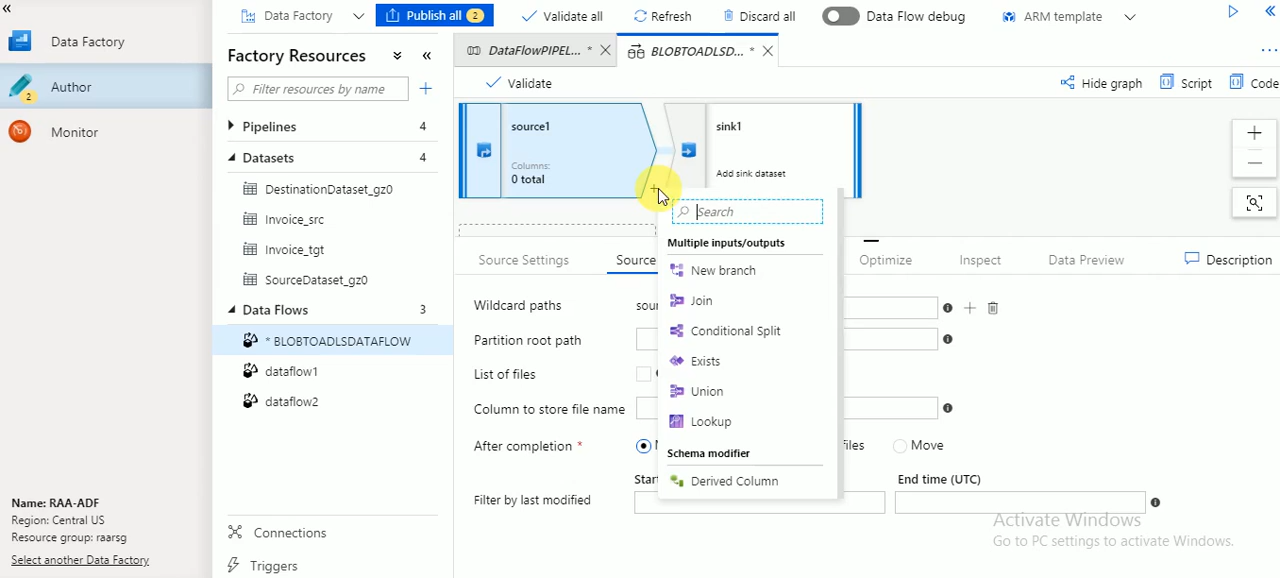 «
Data Factory
Author
2
Monitor
Name: RAA-ADF
Region: Central US
Resource group: raarsg
Select another Data Factory
Data Factory
Publish all 2
Validate all
Refresh
Discard all
Data Flow debug
ARM template
«
Factory Resources
«
Filter resources by name
+
Pipelines 4
Datasets 4
DestinationDataset_gz0
Invoice_src
Invoice_tgt
SourceDataset_gz0
Data Flows 3
* BLOBTOADLSDATAFLOW
dataflow1
dataflow2
Connections
Triggers
DataFlowPIPEL... *
BLOBTOADLSD... *
...
Validate
Hide graph
Script
Code
source1
Columns:
0 total
+
sink1
Add sink dataset
+
−
Search
Multiple inputs/outputs
New branch
Join
Conditional Split
Exists
Union
Lookup
Schema modifier
Derived Column
Source Settings
Source
Optimize
Inspect
Data Preview
Description
Wildcard paths
sour
+
Partition root path
List of files
Column to store file name
After completion *
iles
Move
Start
End time (UTC)
Filter by last modified
Activate Windows
Go to PC settings to activate Windows.